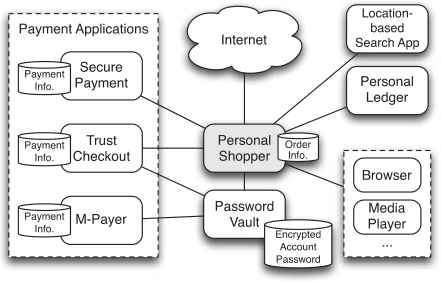 Payment Applications
Payment
Info.
Secure
Payment
Payment
Info.
Trust
Checkout
Payment
Info.
M-Payer
Internet
Personal
Shopper
Order
Info.
Password
Vault
Encrypted
Account
Password
Location-
based
Search App
Personal
Ledger
Browser
Media
Player
...